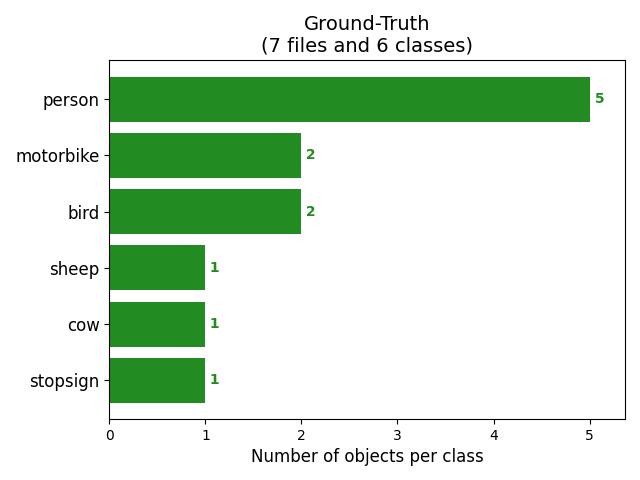 Ground-Truth
(7 files and 6 classes)
person 5
motorbike 2
bird 2
sheep 1
cow 1
stopsign 1
0 1 2 3 4 5
Number of objects per class